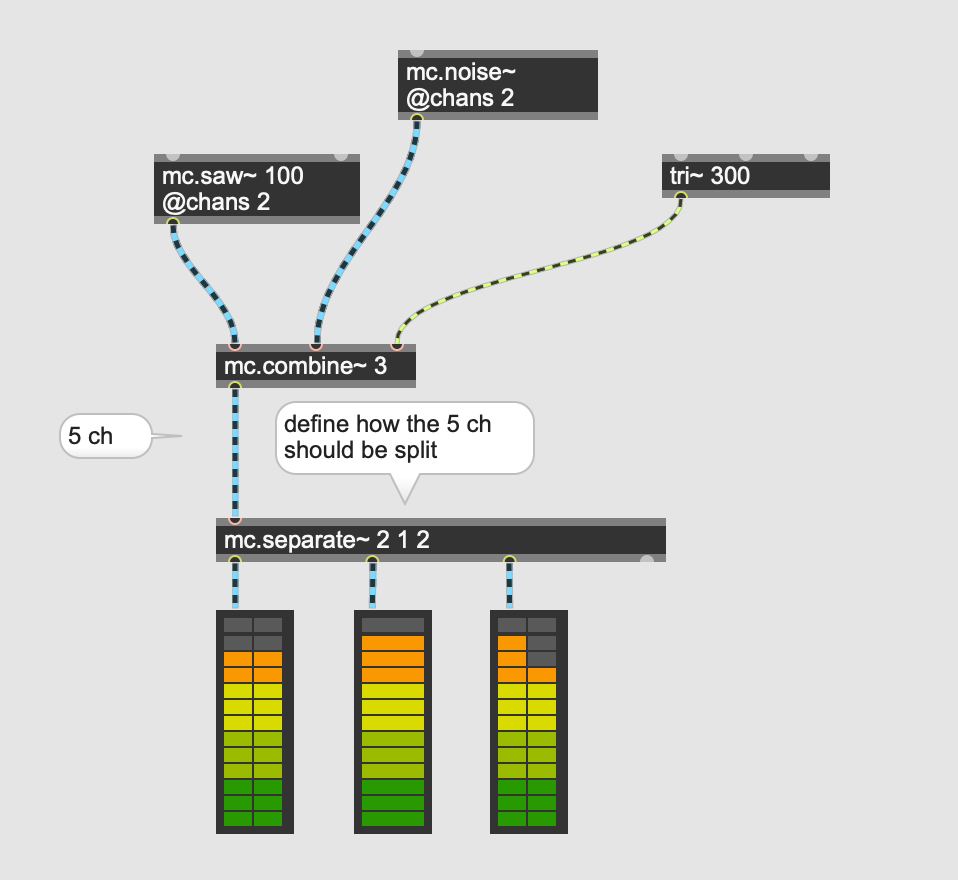 mc.noise~
@chans 2
mc.saw~ 100
@chans 2
tri~ 300
mc.combine~ 3
5 ch
define how the 5 ch
should be split
mc.separate~ 2 1 2